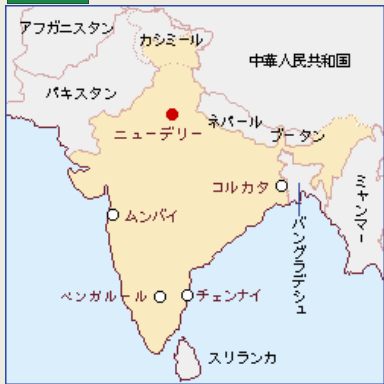 アフガニスタン
カシミール
中華人民共和国
パキスタン
ネパール
ニューデリー
ブータン
コルカタ
ミャンマー
ムンバイ
バングラデシュ
ベンガルール
チェンナイ
スリランカ